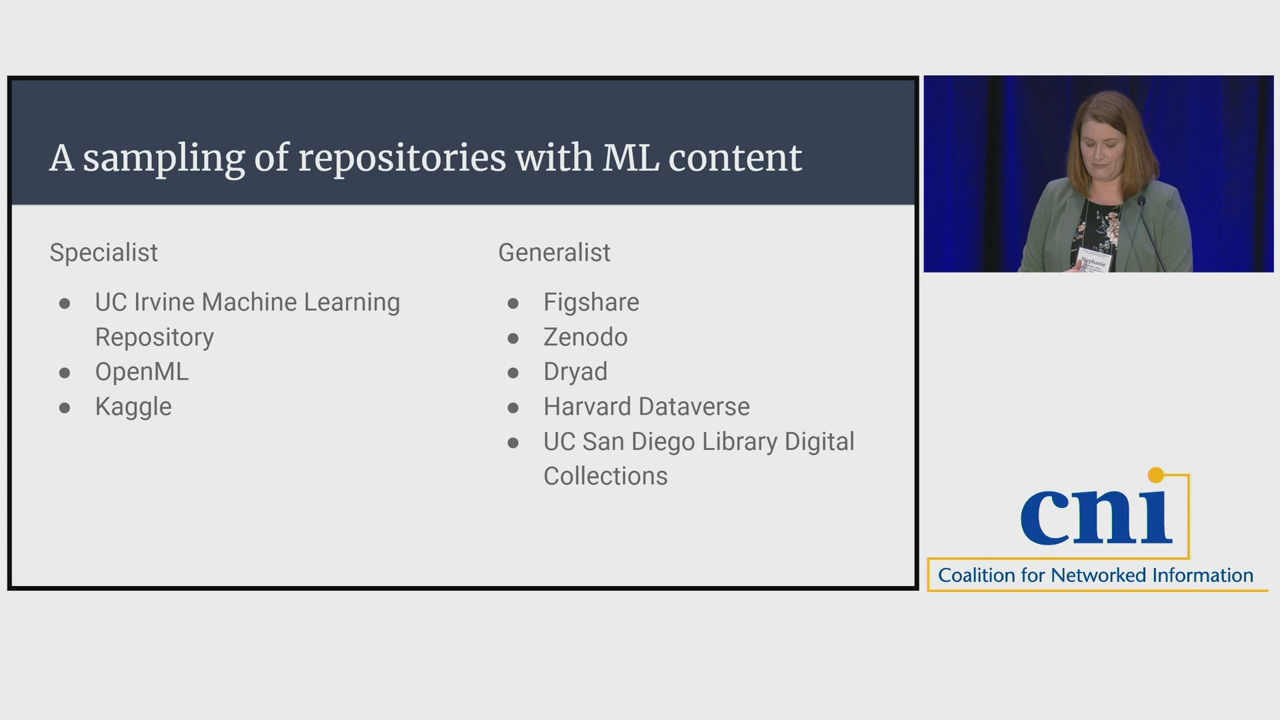 A sampling of repositories with ML content
Specialist
● UC Irvine Machine Learning
Repository
● OpenML
● Kaggle
Generalist
● Figshare
● Zenodo
● Dryad
● Harvard Dataverse
● UC San Diego Library Digital
Collections
Stephanie
cni
Coalition for Networked Information